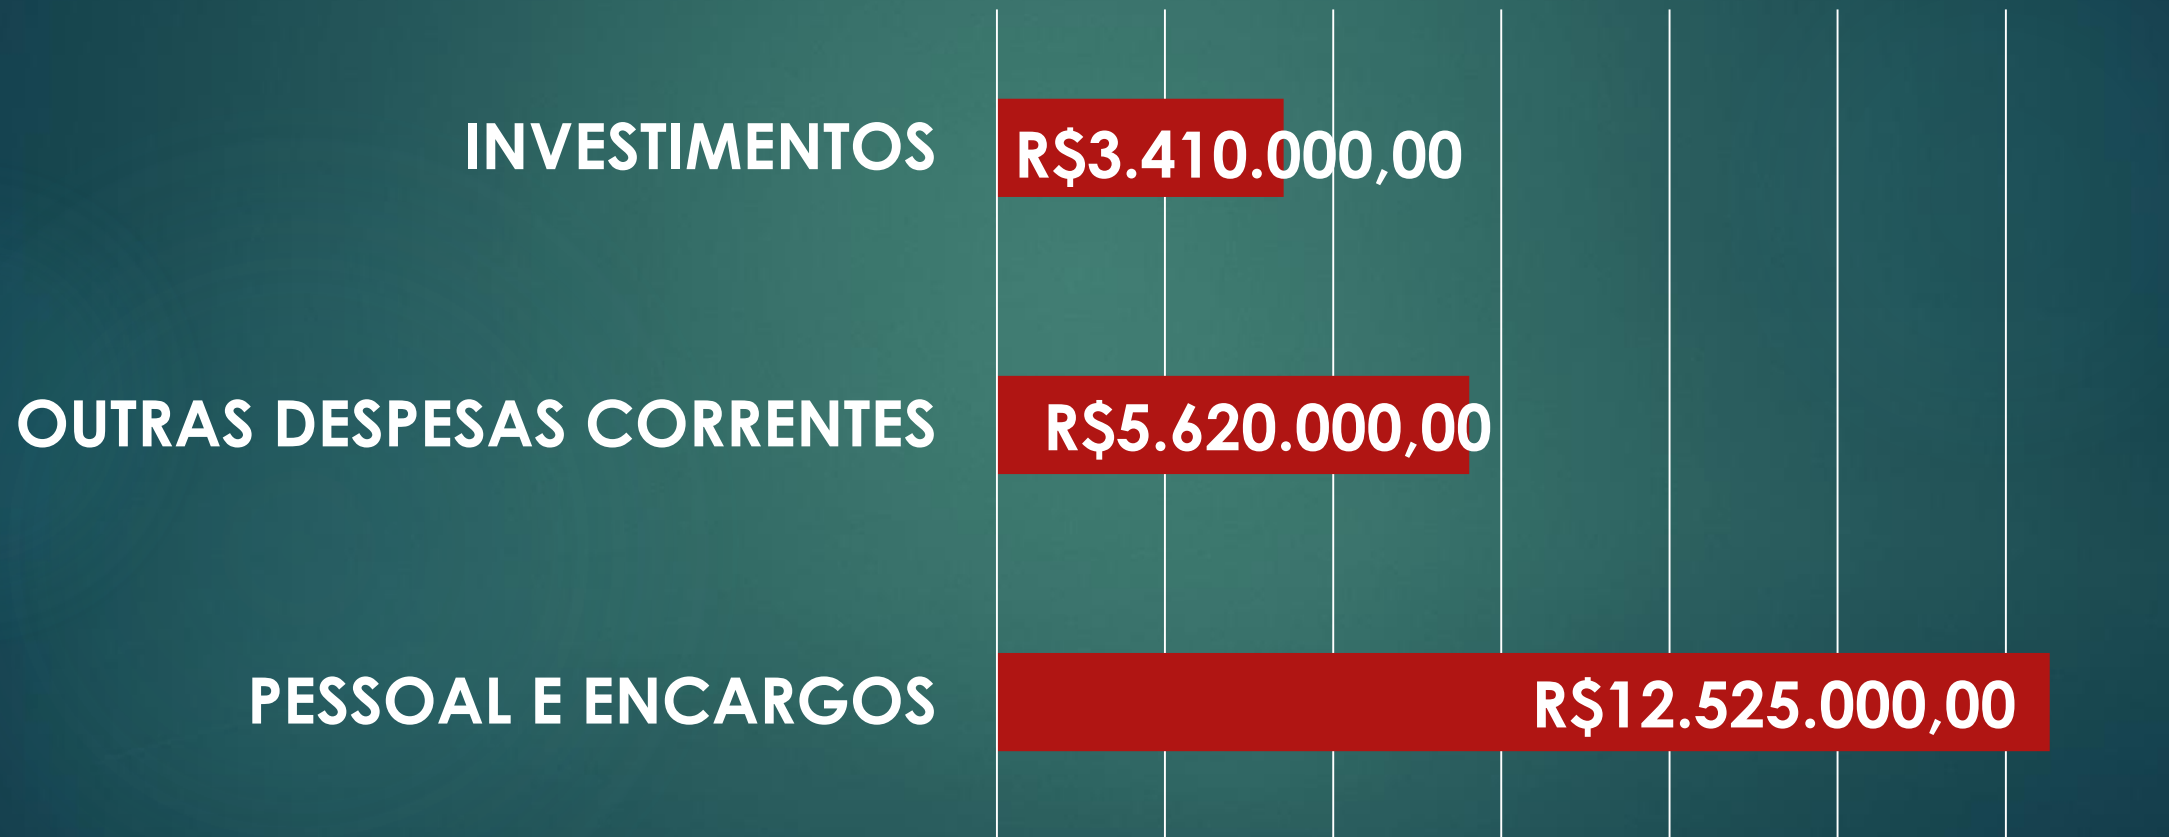 INVESTIMENTOS R$3.410.000,00
OUTRAS DESPESAS CORRENTES R$5.620.000,00
PESSOAL E ENCARGOS R$12.525.000,00